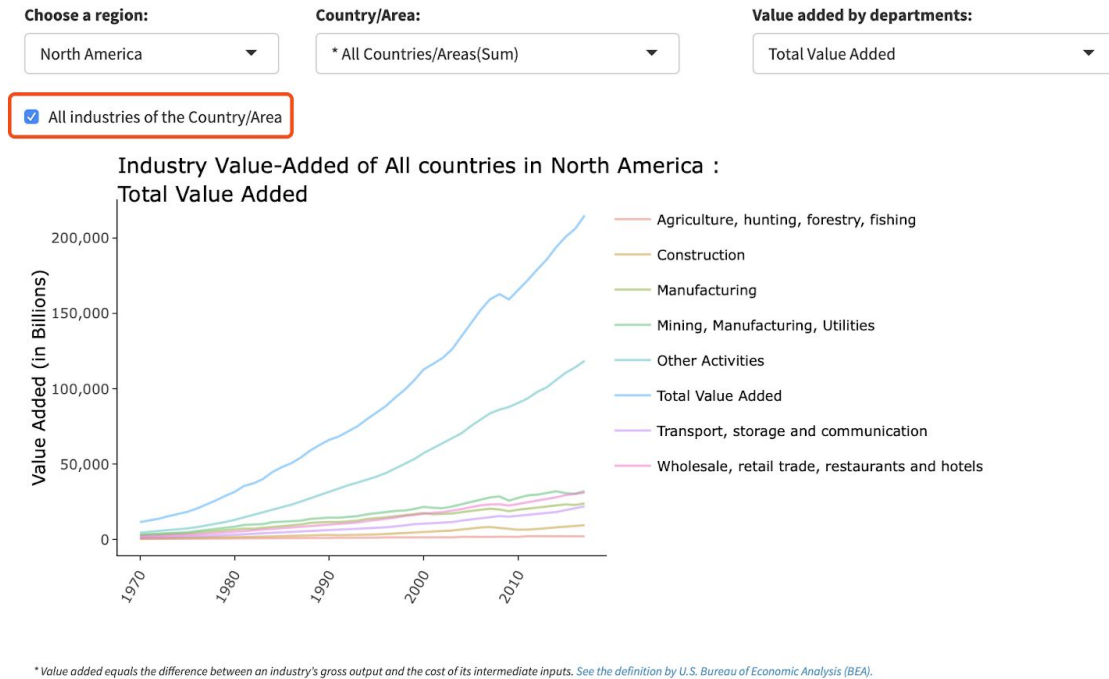 Choose a region:
Country/Area:
Value added by departments:
North America
* All Countries/Areas(Sum)
Total Value Added
All industries of the Country/Area
Industry Value-Added of All countries in North America :
Total Value Added
Value Added (in Billions)
200,000
150,000
100,000
50,000
0
1970
1980
1990
2000
2010
Agriculture, hunting, forestry, fishing
Construction
Manufacturing
Mining, Manufacturing, Utilities
Other Activities
Total Value Added
Transport, storage and communication
Wholesale, retail trade, restaurants and hotels
* Value added equals the difference between an industry's gross output and the cost of its intermediate inputs. See the definition by U.S. Bureau of Economic Analysis (BEA).